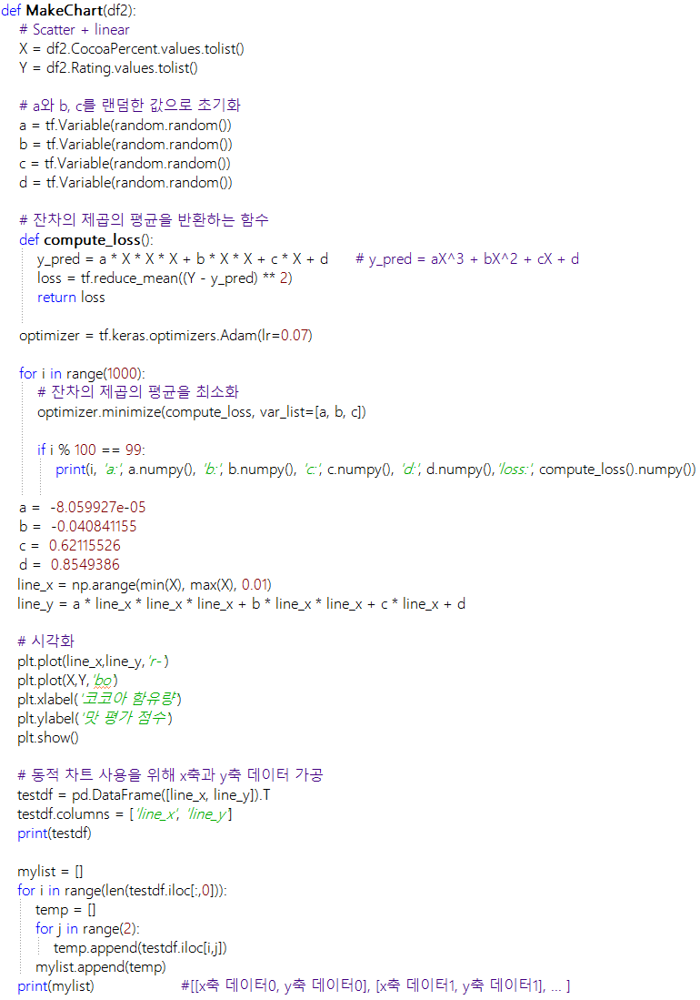 def MakeChart(df2):
# Scatter + linear
X = df2.CocoaPercent.values.tolist()
Y = df2.Rating.values.tolist()
# a와 b, c를 랜덤한 값으로 초기화
a = tf.Variable(random.random())
b = tf.Variable(random.random())
c = tf.Variable(random.random())
d = tf.Variable(random.random())
# 잔차의 제곱의 평균을 반환하는 함수
def compute_loss():
y_pred = a * X * X * X + b * X * X + c * X + d # y_pred = aX^3 + bX^2 + cX + d
loss = tf.reduce_mean((Y - y_pred) ** 2)
return loss
optimizer = tf.keras.optimizers.Adam(lr=0.07)
for i in range(1000):
# 잔차의 제곱의 평균을 최소화
optimizer.minimize(compute_loss, var_list=[a, b, c])
if i % 100 == 99:
print(i, 'a:', a.numpy(), 'b:', b.numpy(), 'c:', c.numpy(), 'd:', d.numpy(),'loss:', compute_loss().numpy())
a = -8.059927e-05
b = -0.040841155
c = 0.62115526
d = 0.8549386
line_x = np.arange(min(X), max(X), 0.01)
line_y = a * line_x * line_x * line_x + b * line_x * line_x + c * line_x + d
# 시각화
plt.plot(line_x,line_y,'r-')
plt.plot(X,Y,'bo')
plt.xlabel('코코아 함유량')
plt.ylabel('맛 평가 점수')
plt.show()
# 동적 차트 사용을 위해 x축과 y축 데이터 가공
testdf = pd.DataFrame([line_x, line_y]).T
testdf.columns = ['line_x', 'line_y']
print(testdf)
mylist = []
for i in range(len(testdf.iloc[:,0])):
temp = []
for j in range(2):
temp.append(testdf.iloc[i,j])
mylist.append(temp)
print(mylist) #[[x축 데이터0, y축 데이터0], [x축 데이터1, y축 데이터1], ... ]